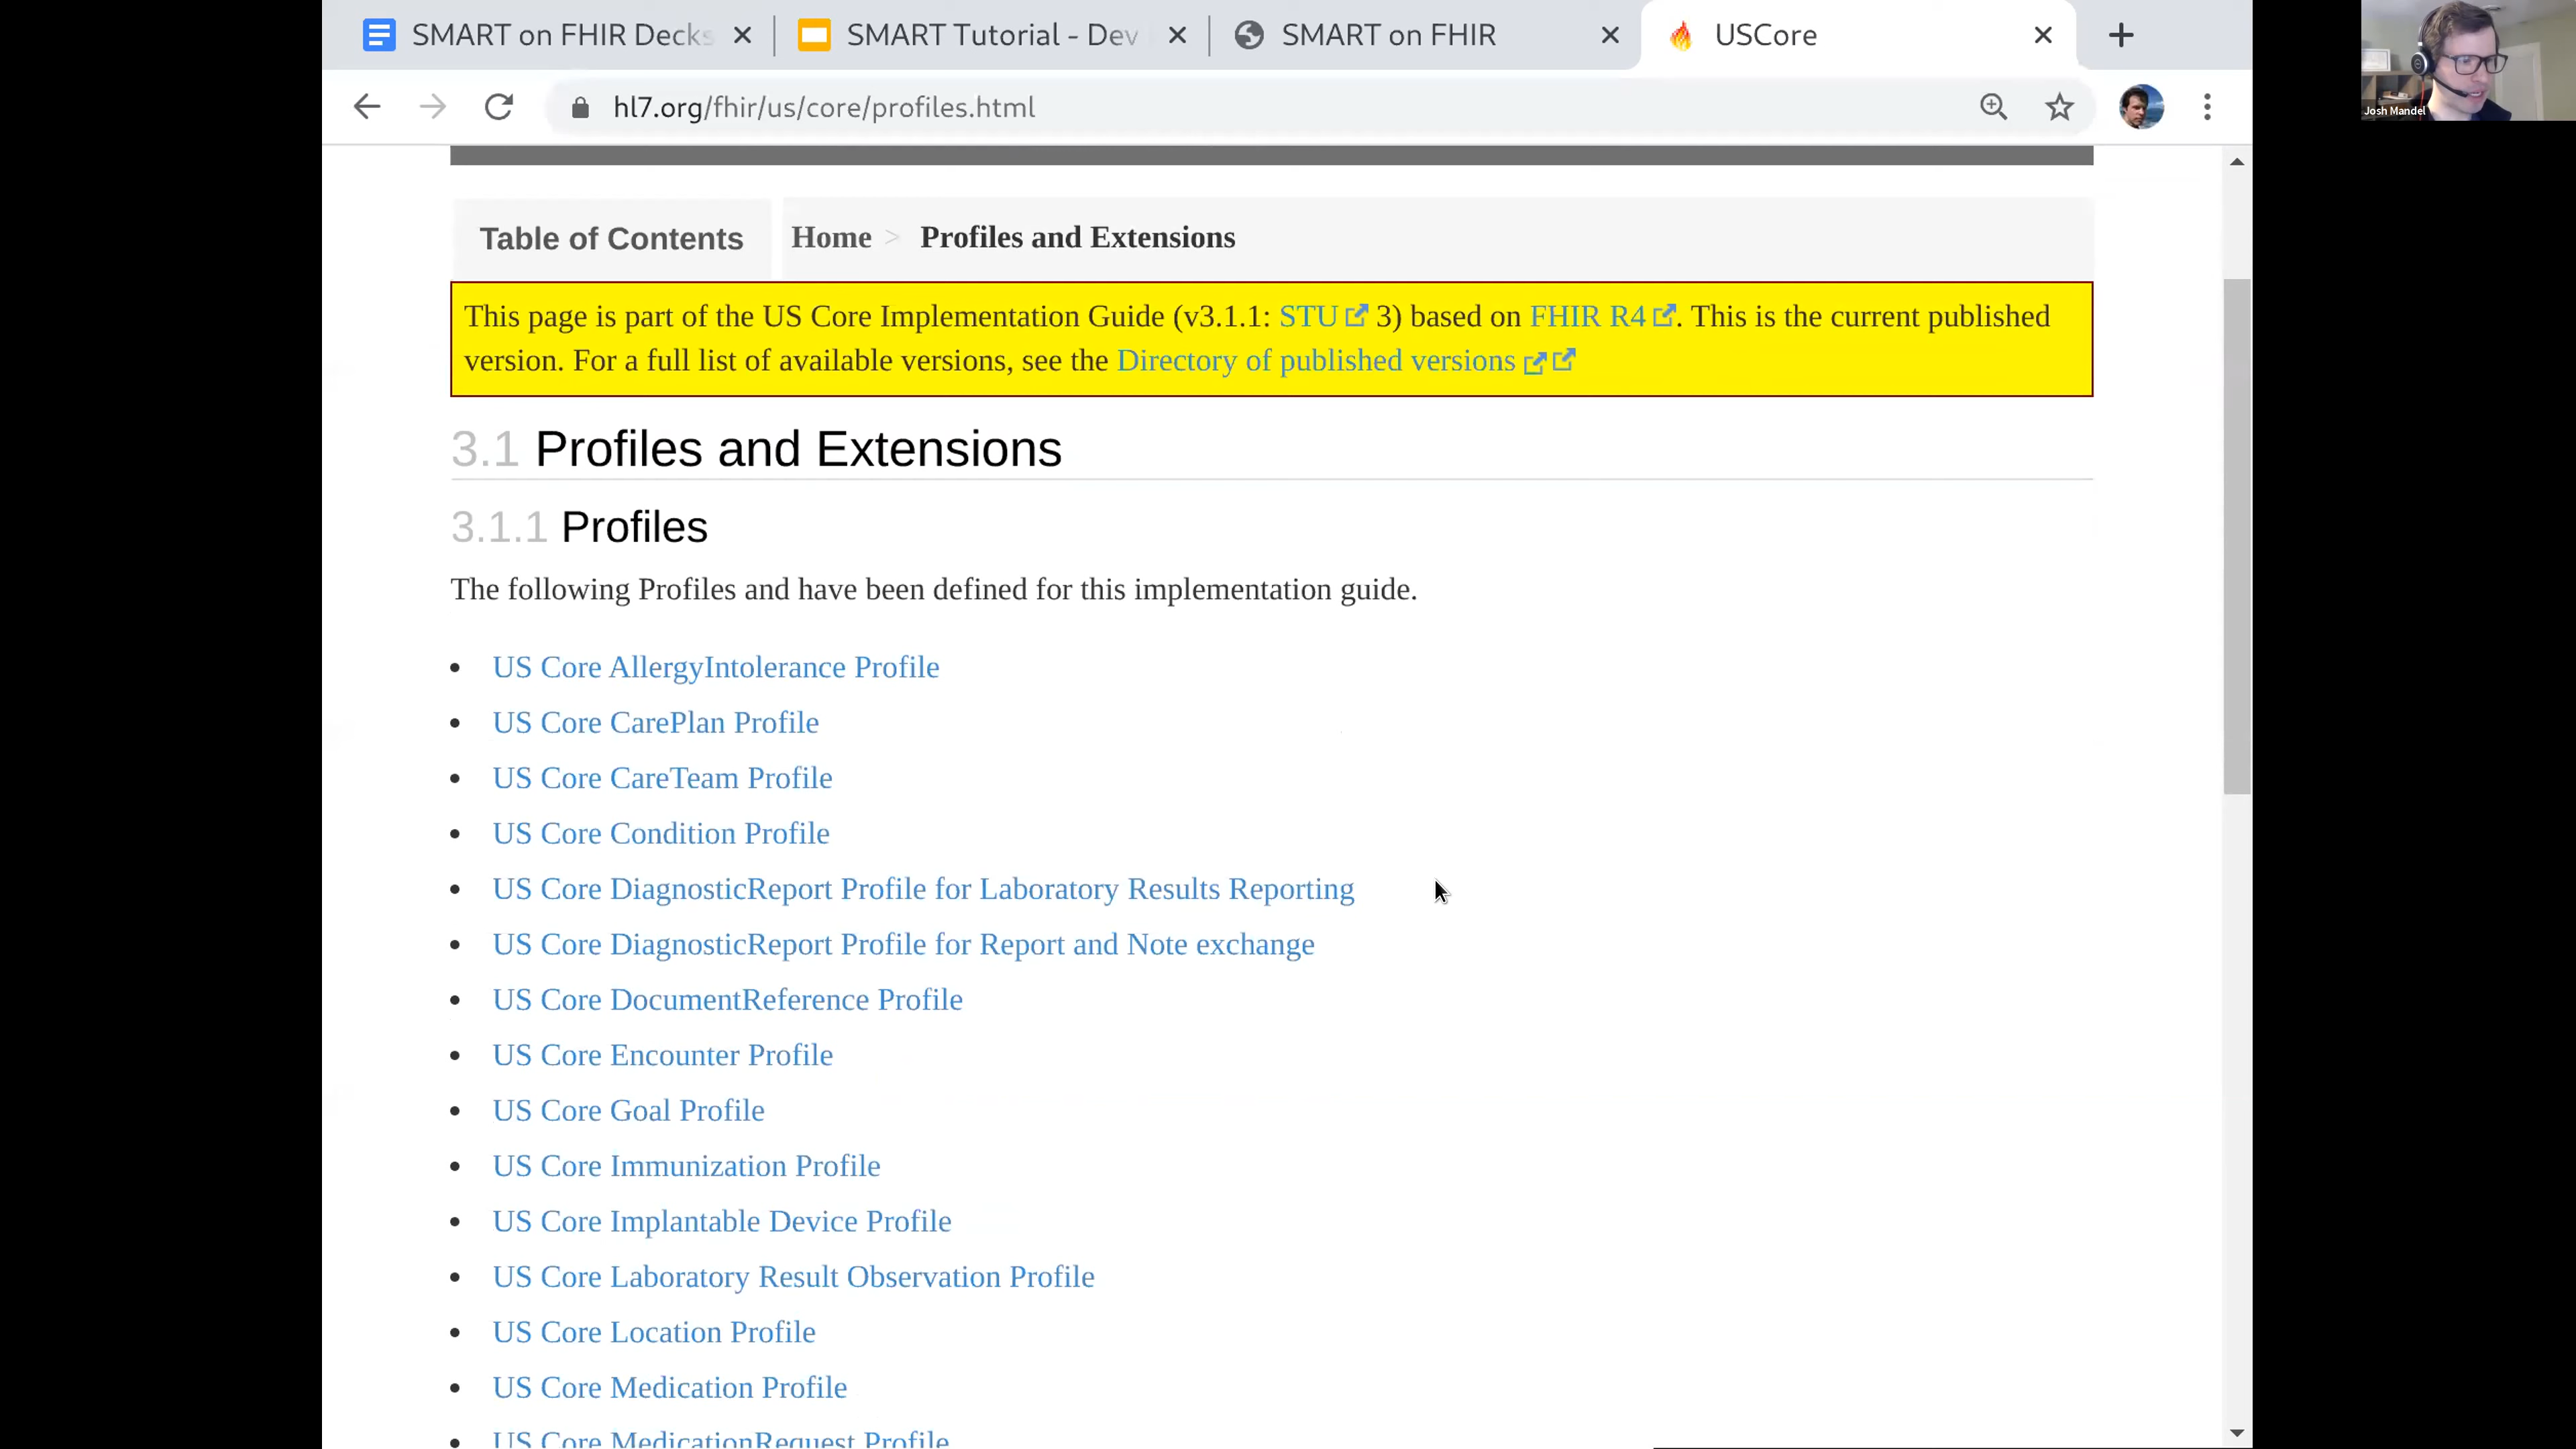 SMART on FHIR Decks
SMART Tutorial - Dev
SMART on FHIR
USCore
hl7.org/fhir/us/core/profiles.html
Josh Mandel
Table of Contents
Home > Profiles and Extensions
This page is part of the US Core Implementation Guide (v3.1.1: STU 3) based on FHIR R4. This is the current published
version. For a full list of available versions, see the Directory of published versions
3.1 Profiles and Extensions
3.1.1 Profiles
The following Profiles and have been defined for this implementation guide.
US Core AllergyIntolerance Profile
US Core CarePlan Profile
US Core CareTeam Profile
US Core Condition Profile
US Core DiagnosticReport Profile for Laboratory Results Reporting
US Core DiagnosticReport Profile for Report and Note exchange
US Core DocumentReference Profile
US Core Encounter Profile
US Core Goal Profile
US Core Immunization Profile
US Core Implantable Device Profile
US Core Laboratory Result Observation Profile
US Core Location Profile
US Core Medication Profile
US Core MedicationRequest Profile